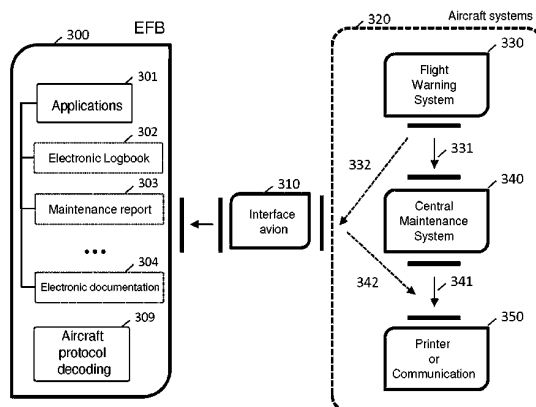 EFB
300
301
Applications
302
Electronic Logbook
303
Maintenance report
...
304
Electronic documentation
309
Aircraft
protocol
decoding
310
Interface
avion
Aircraft systems
320
330
Flight
Warning
System
332
331
340
Central
Maintenance
System
342
341
350
Printer
or
Communication